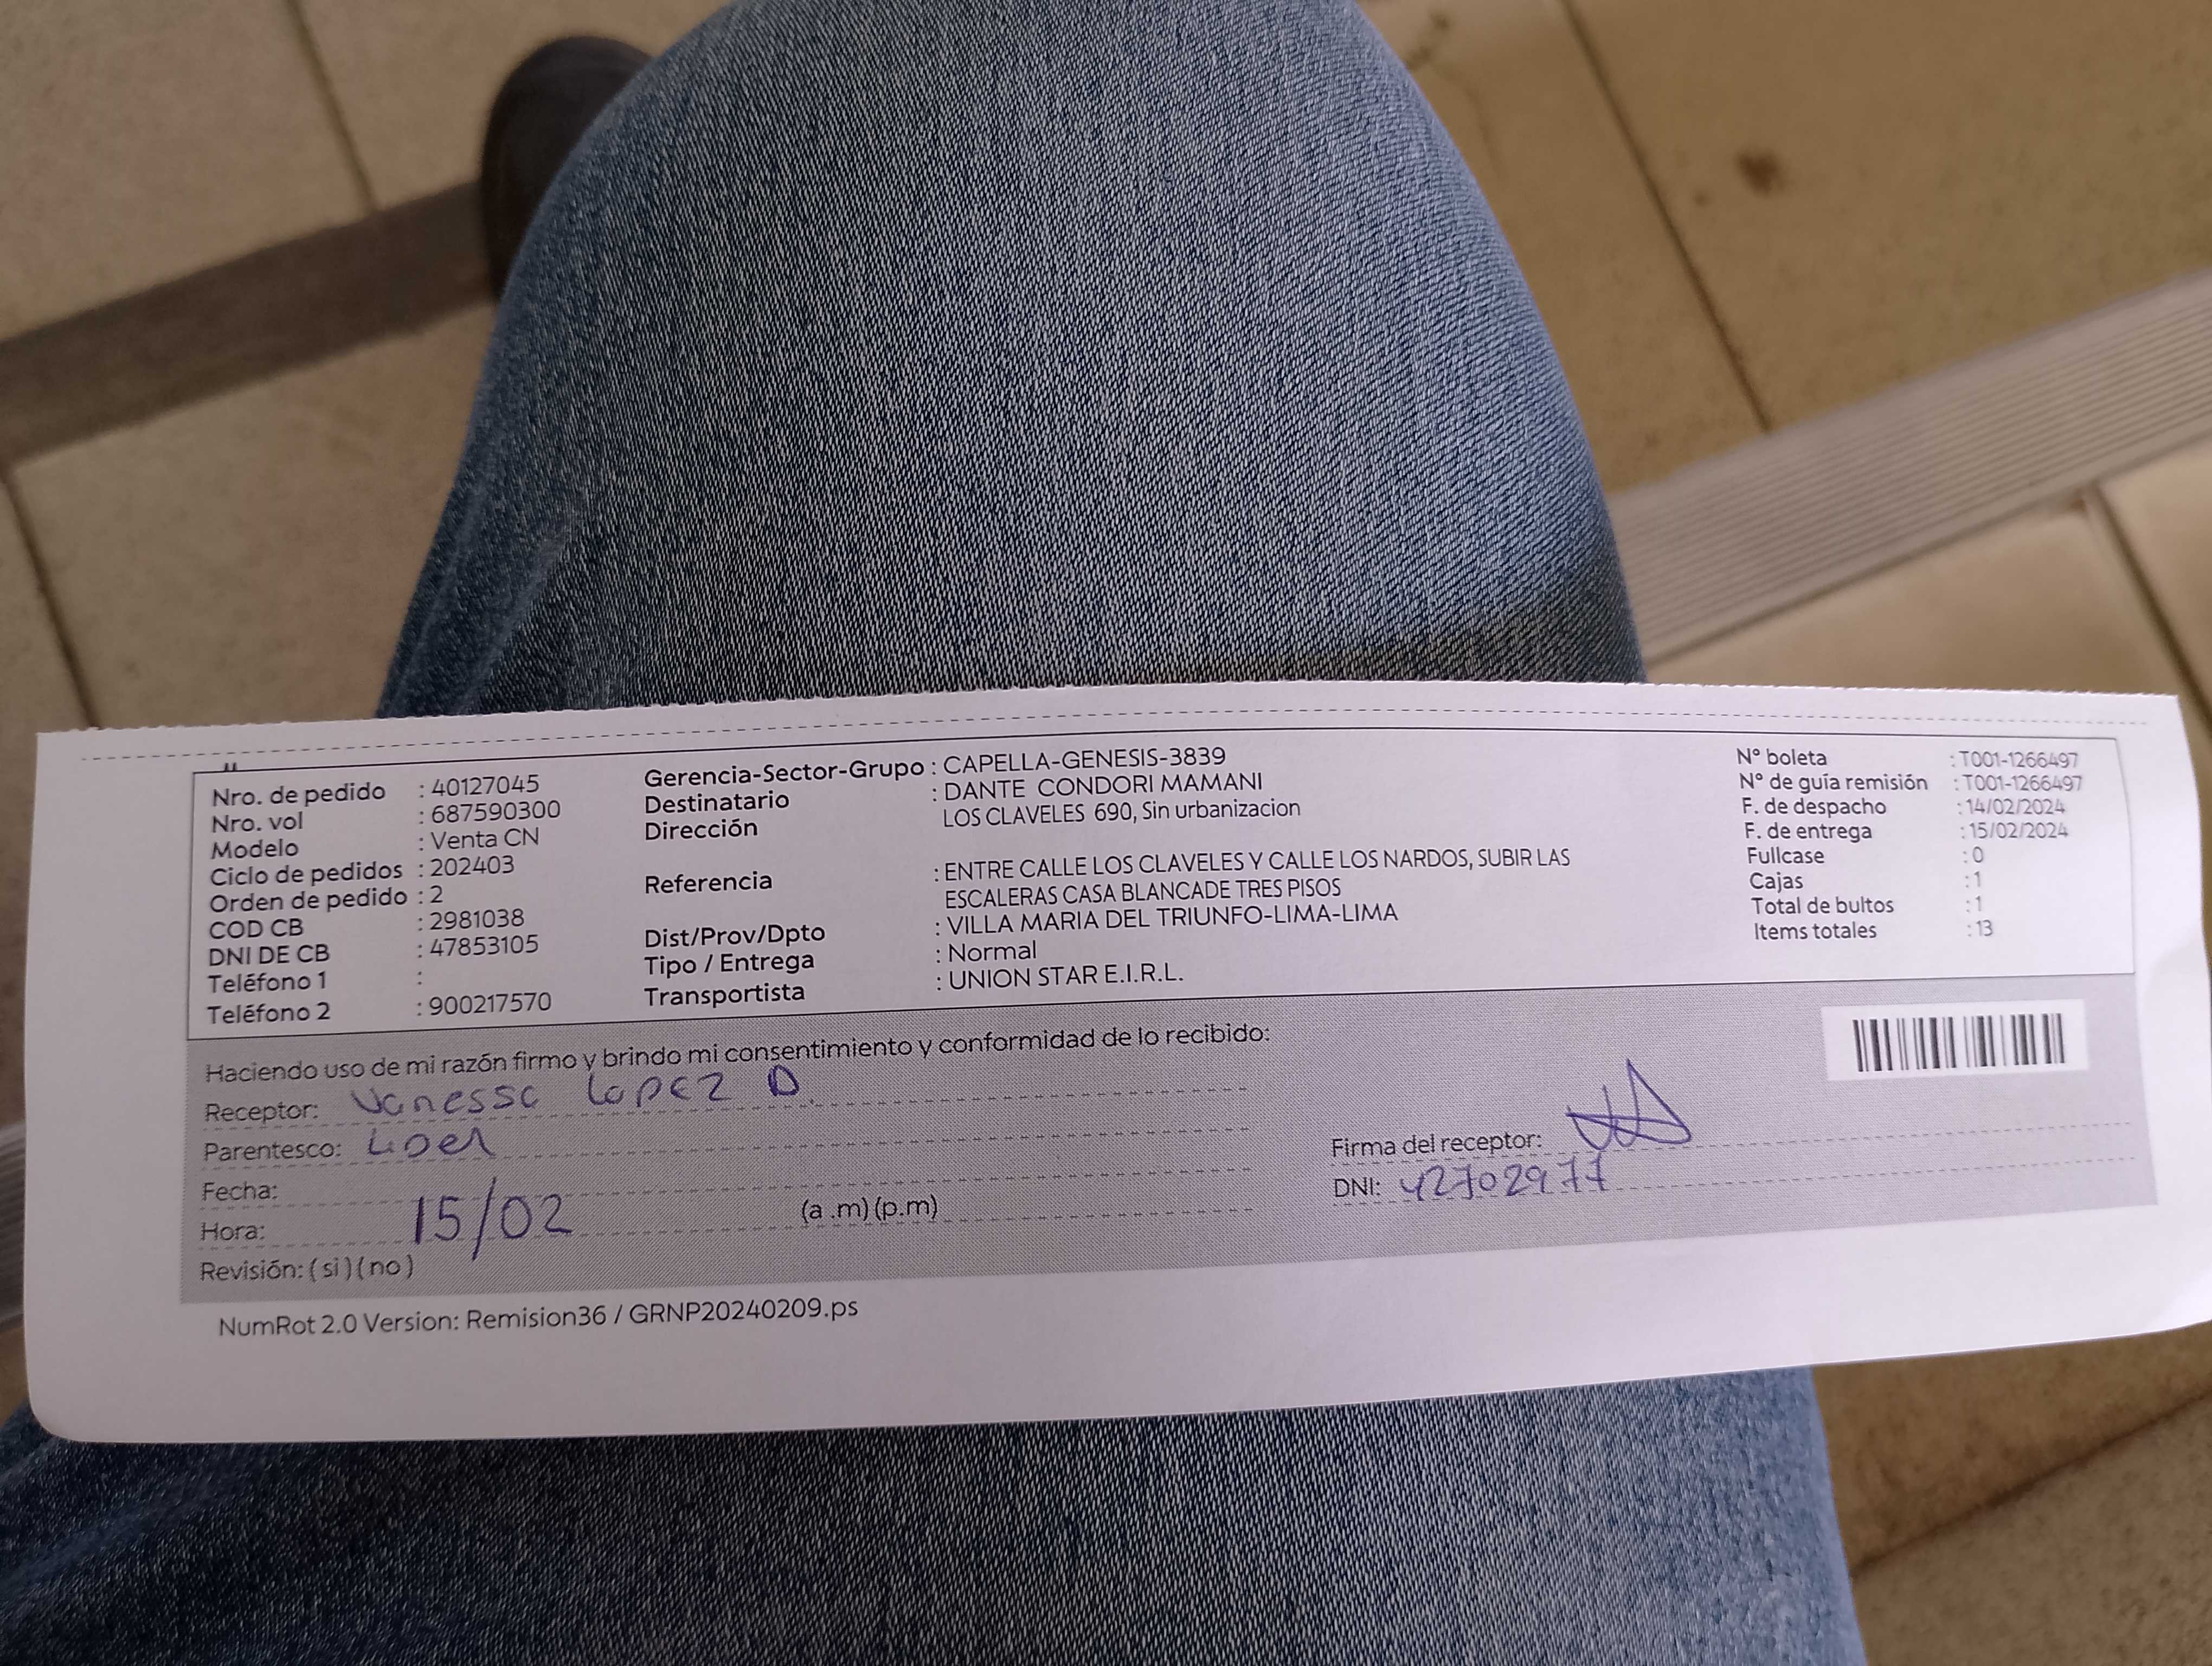 Nro. de pedido : 40127045
Nro. vol : 687590300
Modelo : Venta CN
Ciclo de pedidos : 202403
Orden de pedido : 2
COD CB : 2981038
DNI DE CB : 47853105
Teléfono 1 :
Teléfono 2 : 900217570
Gerencia-Sector-Grupo : CAPELLA-GENESIS-3839
Destinatario : DANTE CONDORI MAMANI
Dirección LOS CLAVELES 690, Sin urbanizacion
Referencia : ENTRE CALLE LOS CLAVELES Y CALLE LOS NARDOS, SUBIR LAS
ESCALERAS CASA BLANCADE TRES PISOS
Dist/Prov/Dpto : VILLA MARIA DEL TRIUNFO-LIMA-LIMA
Tipo / Entrega : Normal
Transportista : UNION STAR E.I.R.L.
N° boleta : T001-1266497
N° de guía remisión : T001-1266497
F. de despacho : 14/02/2024
F. de entrega : 15/02/2024
Fullcase : 0
Cajas : 1
Total de bultos : 1
Items totales : 13
Haciendo uso de mi razón firmo y brindo mi consentimiento y conformidad de lo recibido:
Receptor: Vanessa Lopez D.
Parentesco:
Fecha:
Hora: 15/02 (a .m) (p.m)
Revisión: ( si ) ( no )
Firma del receptor:
DNI: 42702977
NumRot 2.0 Version: Remision36 / GRNP20240209.ps